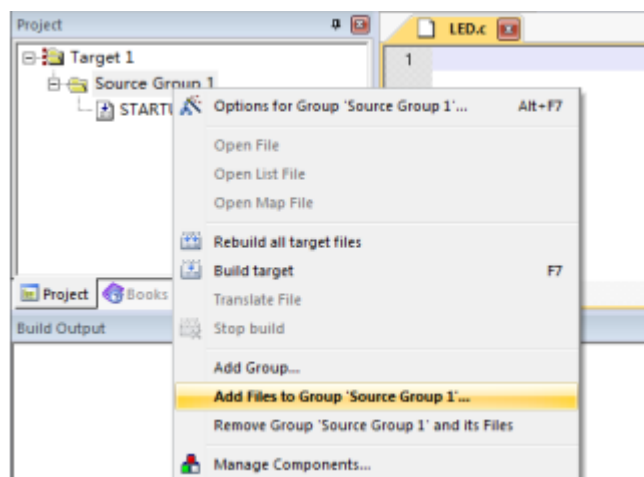 Project
LED.c
Target 1
1
Source Group 1
STARTU
Options for Group 'Source Group 1'... Alt+F7
Open File
Open List File
Open Map File
Rebuild all target files
Build target F7
Project Books
Translate File
Stop build
Build Output
Add Group...
Add Files to Group 'Source Group 1'...
Remove Group 'Source Group 1' and its Files
Manage Components...